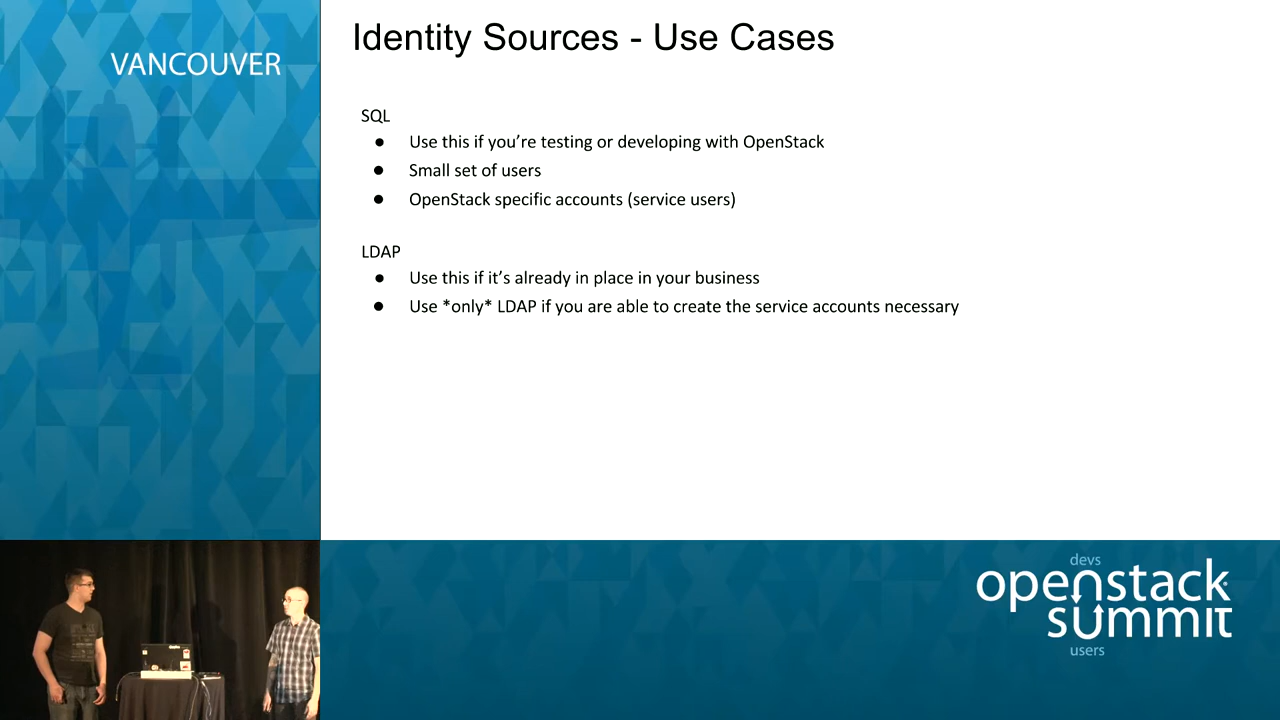 VANCOUVER
Identity Sources - Use Cases
SQL
● Use this if you're testing or developing with OpenStack
● Small set of users
● OpenStack specific accounts (service users)
LDAP
● Use this if it's already in place in your business
● Use *only* LDAP if you are able to create the service accounts necessary
devs
openstack
summit
users